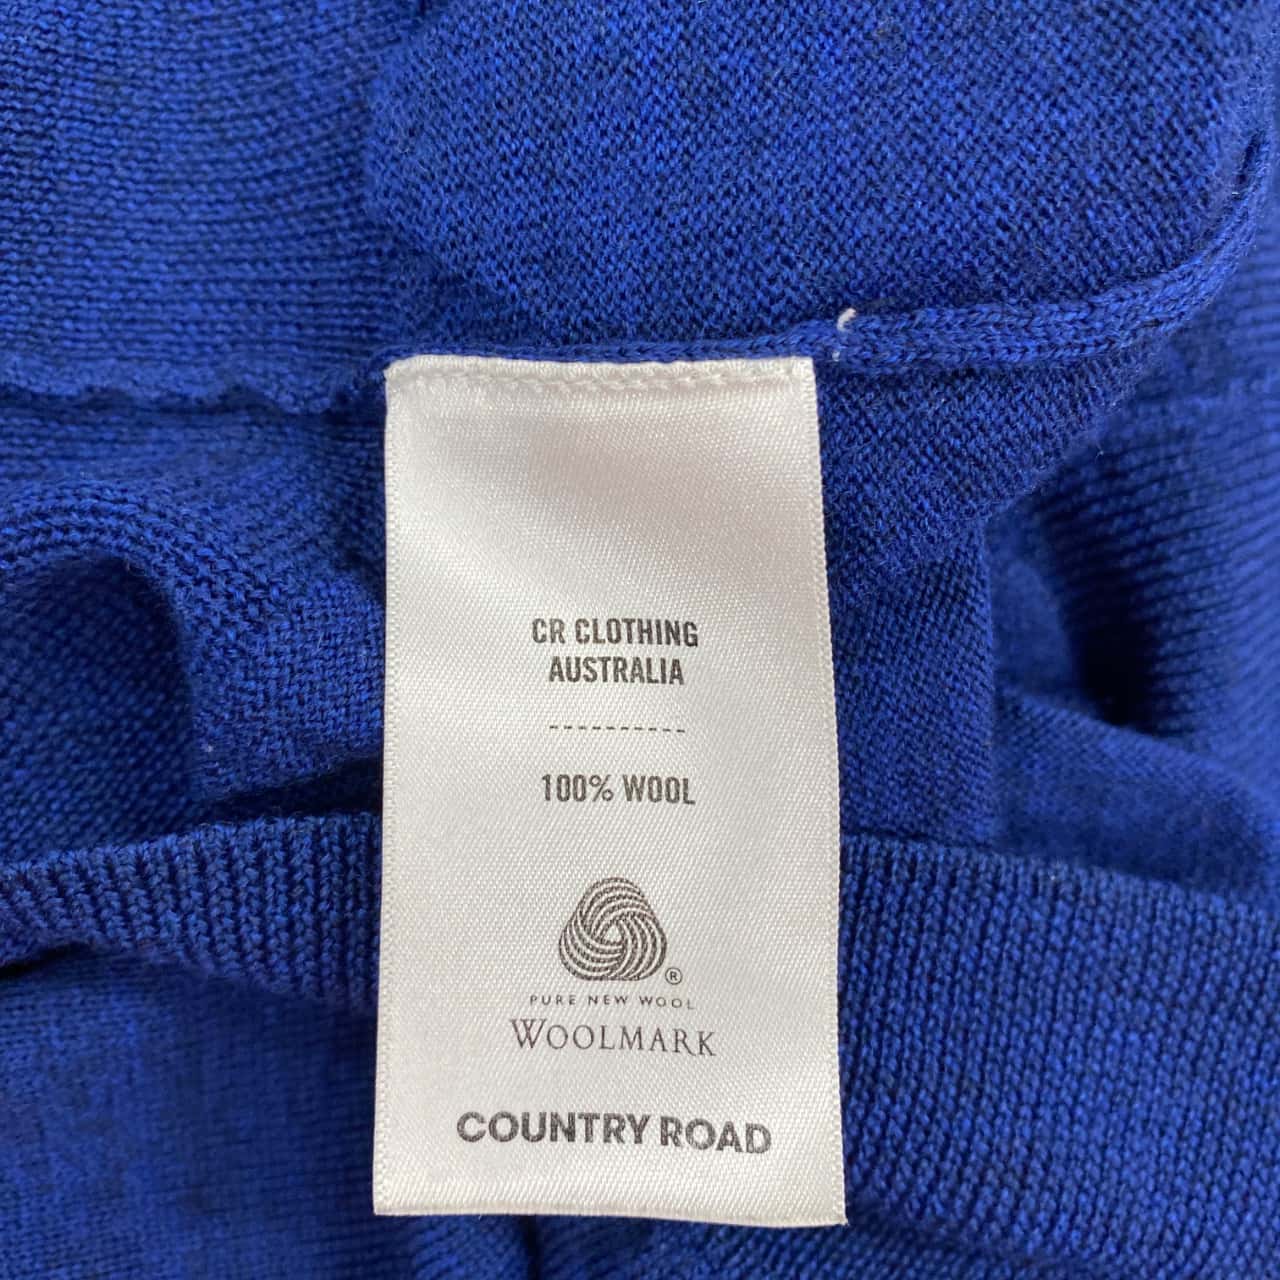 CR CLOTHING
AUSTRALIA
----------
100% WOOL
®
PURE NEW WOOL
WOOLMARK
COUNTRY ROAD